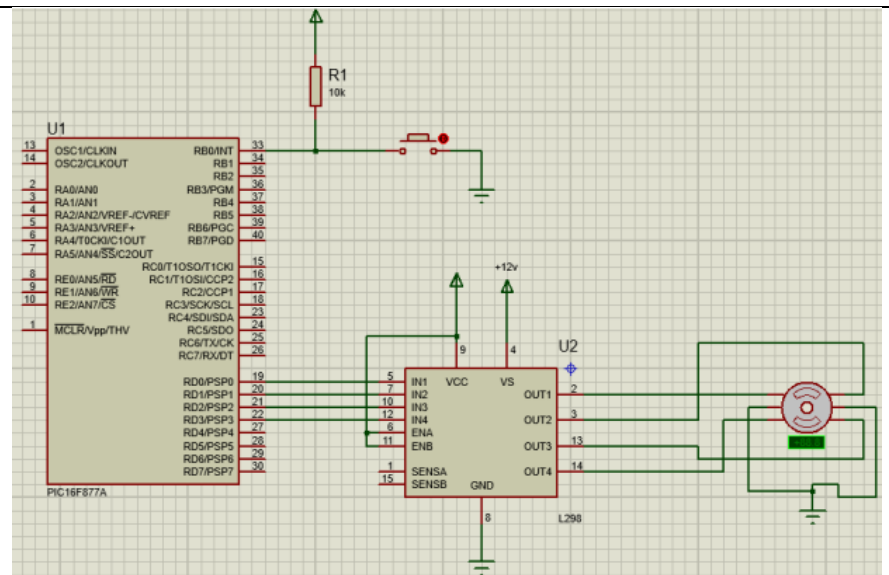 R1
10k
U1
13 OSC1/CLKIN RB0/INT 33
14 OSC2/CLKOUT RB1 34
RB2 35
2 RA0/AN0 RB3/PGM 36
3 RA1/AN1 RB4 37
4 RA2/AN2/VREF-/CVREF RB5 38
5 RA3/AN3/VREF+ RB6/PGC 39
6 RA4/T0CKI/C1OUT RB7/PGD 40
7 RA5/AN4/SS/C2OUT
RC0/T1OSO/T1CKI 15
8 RE0/AN5/RD RC1/T1OSI/CCP2 16
9 RE1/AN6/WR RC2/CCP1 17
10 RE2/AN7/CS RC3/SCK/SCL 18
RC4/SDI/SDA 23
1 MCLR/Vpp/THV RC5/SDO 24
RC6/TX/CK 25
RC7/RX/DT 26
RD0/PSP0 19
RD1/PSP1 20
RD2/PSP2 21
RD3/PSP3 22
RD4/PSP4 27
RD5/PSP5 28
RD6/PSP6 29
RD7/PSP7 30
PIC16F877A
+12v
U2
9 4
VCC VS
5 IN1 OUT1 2
7 IN2
10 IN3 OUT2 3
12 IN4
6 ENA
11 ENB OUT3 13
1 SENSA OUT4 14
15 SENSB GND
8
L298